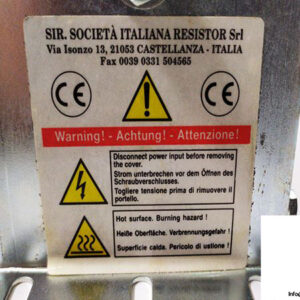 SIR. SOCIETÀ ITALIANA RESISTOR Srl
Via Isonzo 13, 21053 CASTELLANZA - ITALIA
Fax 0039 0331 504565
CE
CE
Warning! - Achtung! - Attenzione!
Disconnect power input before removing
the cover.
Strom unterbrechen vor dem Öffnen des
Schraubverschlusses.
Togliere tensione prima di rimuovere il
portello.
Hot surface. Burning hazard !
Heiße Oberfläche. Verbrennungsgefahr !
Superficie calda. Pericolo di ustione !